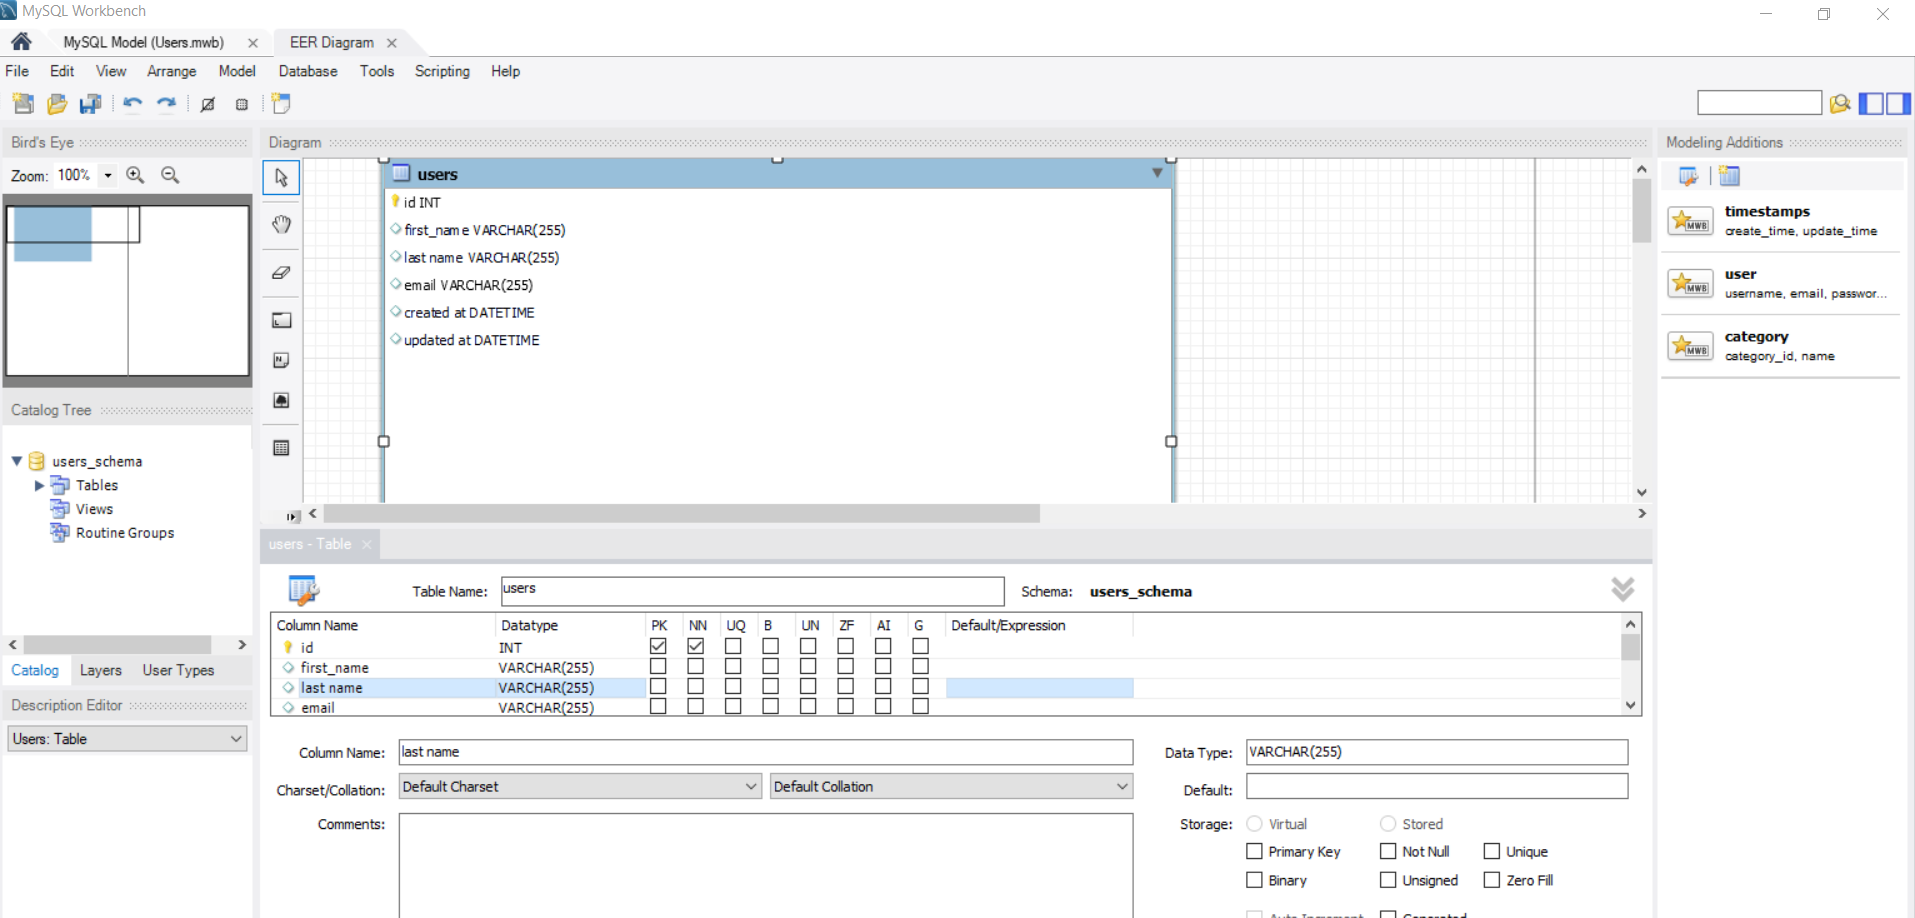 MySQL Workbench
MySQL Model (Users.mwb)
EER Diagram
File Edit View Arrange Model Database Tools Scripting Help
Bird's Eye
Zoom: 100%
Catalog Tree
users_schema
Tables
Views
Routine Groups
Catalog Layers User Types
Description Editor
Users: Table
Diagram
users
id INT
first_name VARCHAR(255)
last name VARCHAR(255)
email VARCHAR(255)
created at DATETIME
updated at DATETIME
Modeling Additions
MWB
timestamps
create_time, update_time
MWB
user
username, email, passwor...
MWB
category
category_id, name
users - Table
Table Name: users
Schema: users_schema
Column Name Datatype PK NN UQ B UN ZF AI G Default/Expression
id INT
first_name VARCHAR(255)
last name VARCHAR(255)
email VARCHAR(255)
Column Name: last name
Data Type: VARCHAR(255)
Charset/Collation: Default Charset Default Collation
Default:
Comments:
Storage: Virtual Stored
Primary Key Not Null Unique
Binary Unsigned Zero Fill
Auto Increment Generated